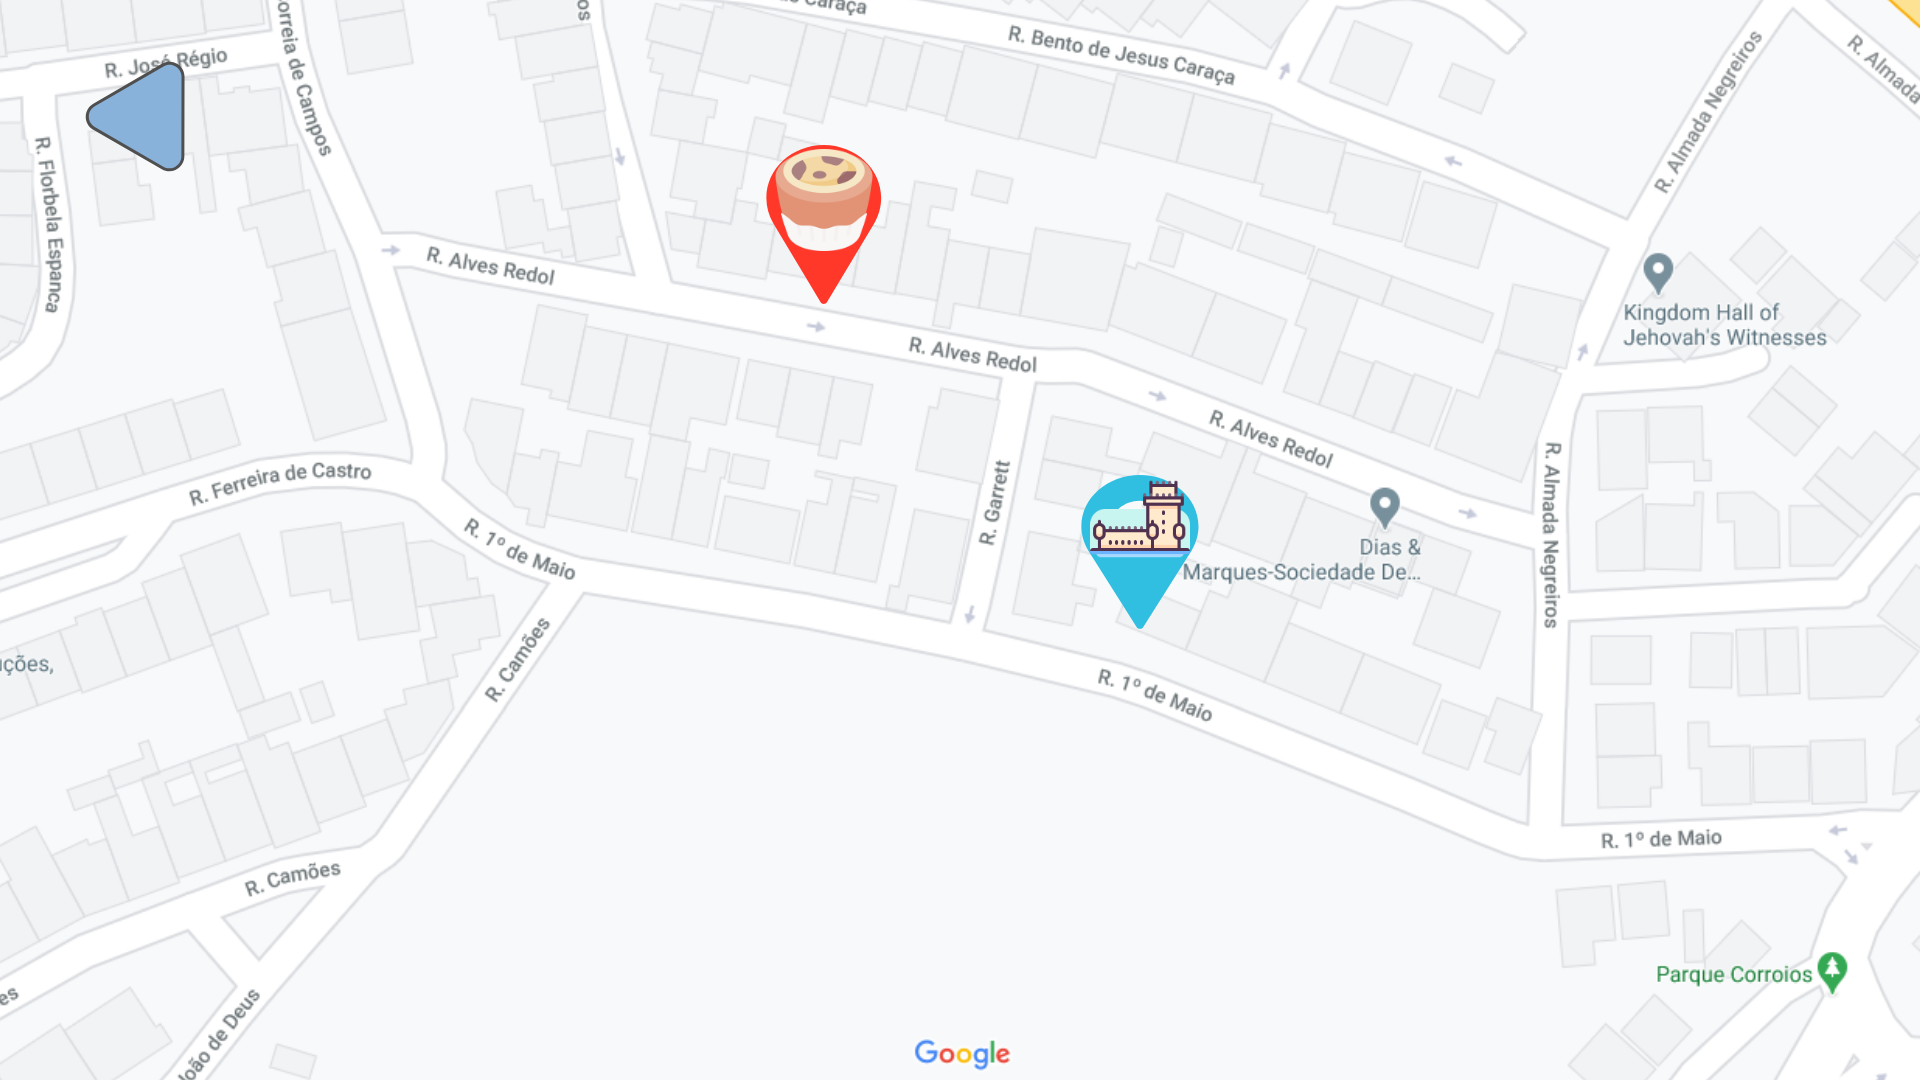 Caraça
R. Bento de Jesus Caraça
R. José Régio
R. Almada Negreiros
R. Almada
R. Florbela Espanca
R. Alves Redol
Kingdom Hall of
Jehovah's Witnesses
R. Alves Redol
R. Alves Redol
R. Ferreira de Castro
R. Garrett
R. Almada Negreiros
R. 1º de Maio
Dias &
Marques-Sociedade De...
R. Camões
R. 1º de Maio
R. 1º de Maio
R. Camões
Parque Corroios
de Deus
Google